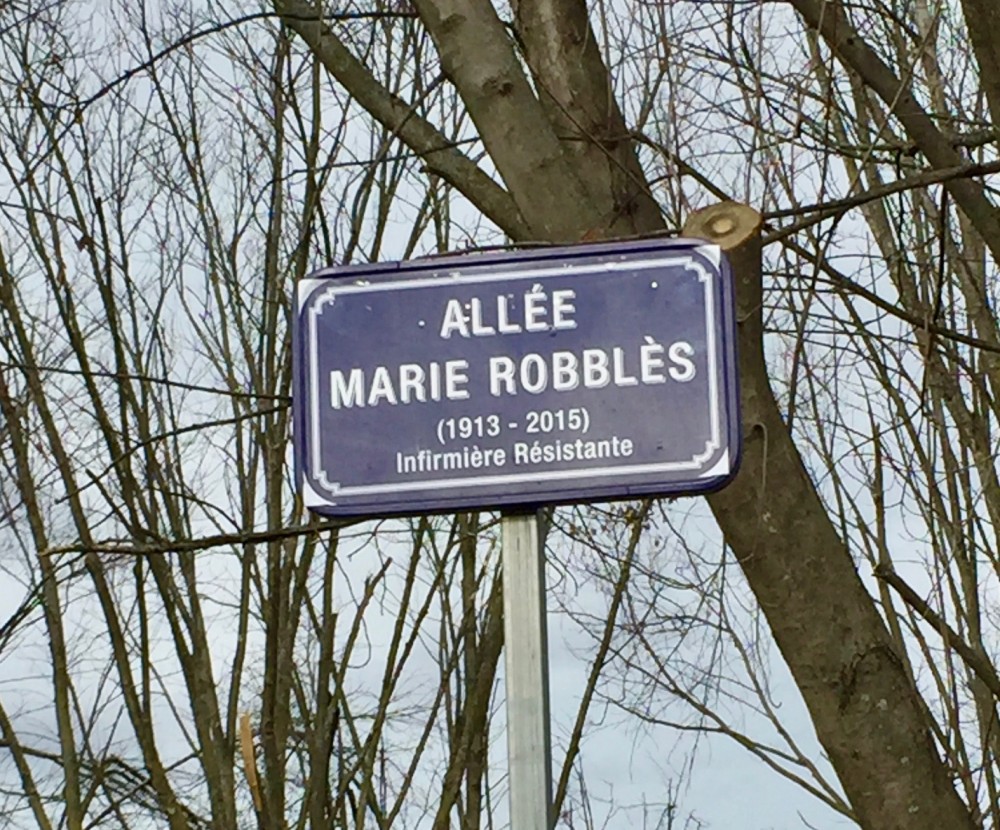 ALLÉE
MARIE ROBBLÈS
(1913 - 2015)
Infirmière Résistante